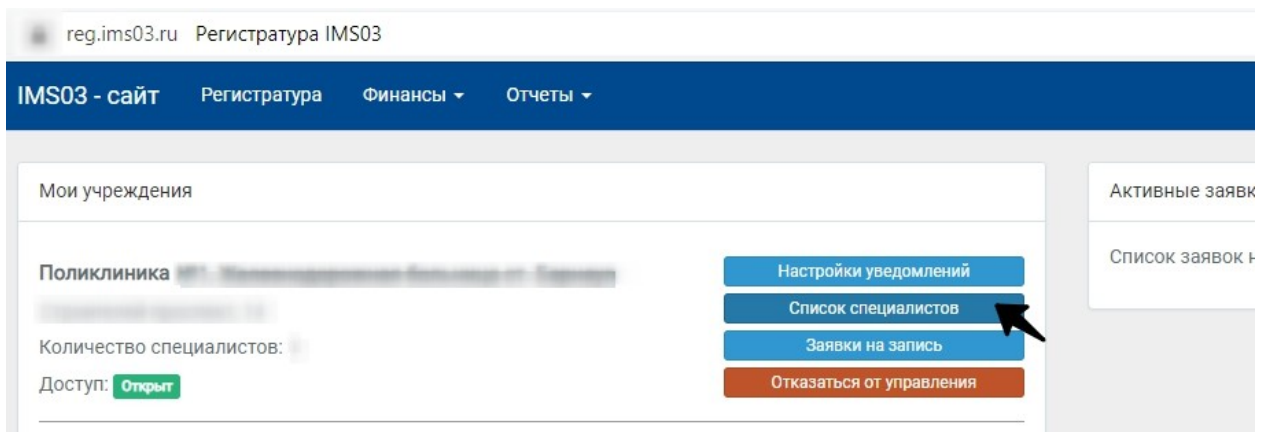 reg.ims03.ru Регистратура IMS03
IMS03 - сайт Регистратура Финансы Отчеты
Мои учреждения
Поликлиника
Количество специалистов:
Доступ: Открыт
Настройки уведомлений
Список специалистов
Заявки на запись
Отказаться от управления
Активные заявк
Список заявок н